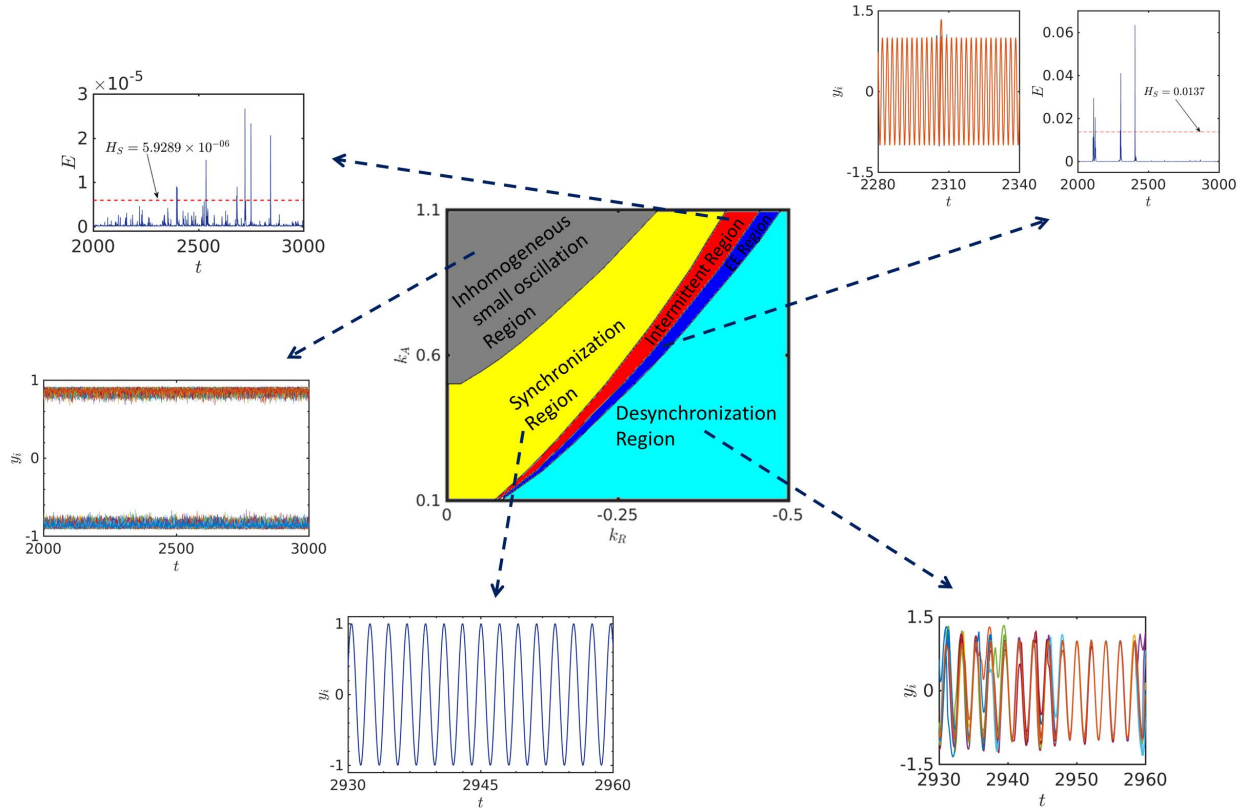 ×10^-5
3
2
1
0
E
H_S = 5.9289 × 10^-06
2000
2500
3000
t
1.5
0
-1.5
y_i
2280
2310
2340
t
0.06
0.04
0.02
0
E
H_S = 0.0137
2000
2500
3000
t
1.1
0.6
0.1
k_A
Inhomogeneous
small oscillation
Region
Synchronization
Region
Intermittent Region
EE Region
Desynchronization
Region
0
-0.25
-0.5
k_R
1
0
-1
y_i
2000
2500
3000
t
1
0
-1
y_i
2930
2945
2960
t
1.5
0
-1.5
y_i
2930
2940
2950
2960
t